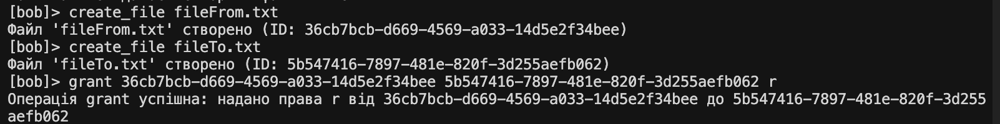 [bob]> create_file fileFrom.txt
Файл 'fileFrom.txt' створено (ID: 36cb7bcb-d669-4569-a033-14d5e2f34bee)
[bob]> create_file fileTo.txt
Файл 'fileTo.txt' створено (ID: 5b547416-7897-481e-820f-3d255aefb062)
[bob]> grant 36cb7bcb-d669-4569-a033-14d5e2f34bee 5b547416-7897-481e-820f-3d255aefb062 r
Операція grant успішна: надано права r від 36cb7bcb-d669-4569-a033-14d5e2f34bee до 5b547416-7897-481e-820f-3d255
aefb062